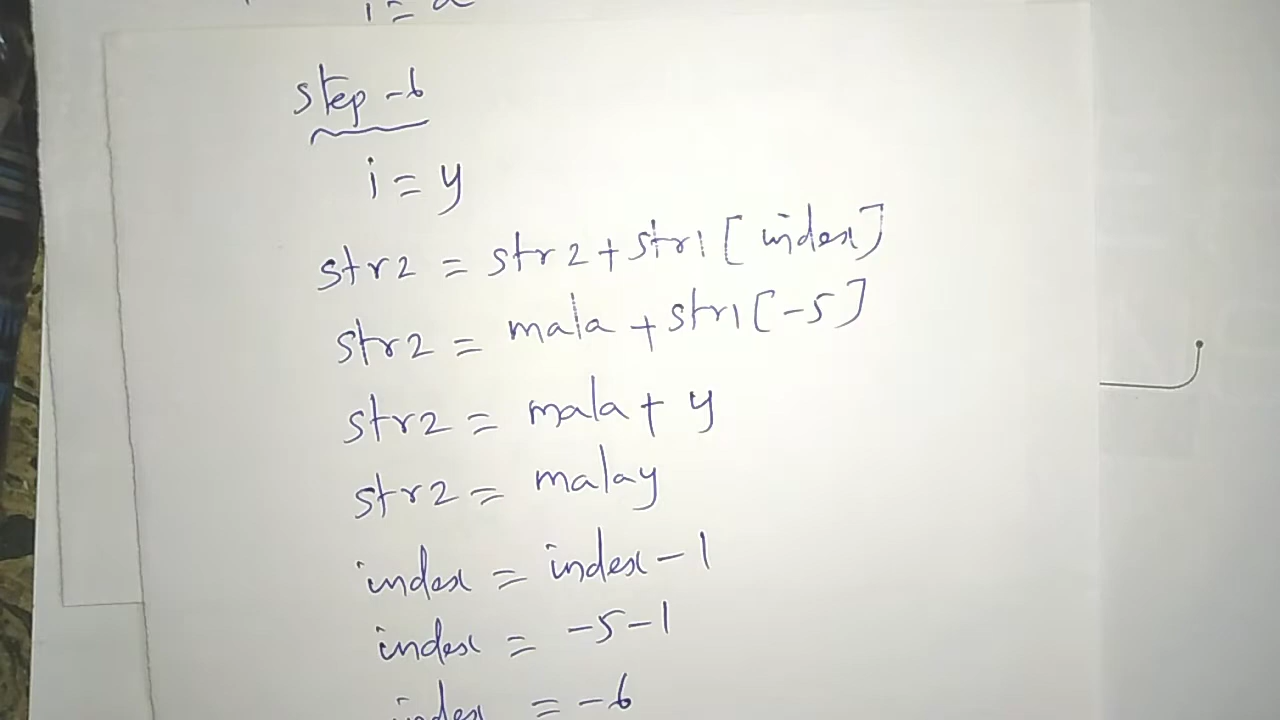 i = a
step-6
i = y
str2 = str2 + str1[index]
str2 = mala + str1[-5]
str2 = mala + y
str2 = malay
index = index - 1
index = -5-1
index = -6